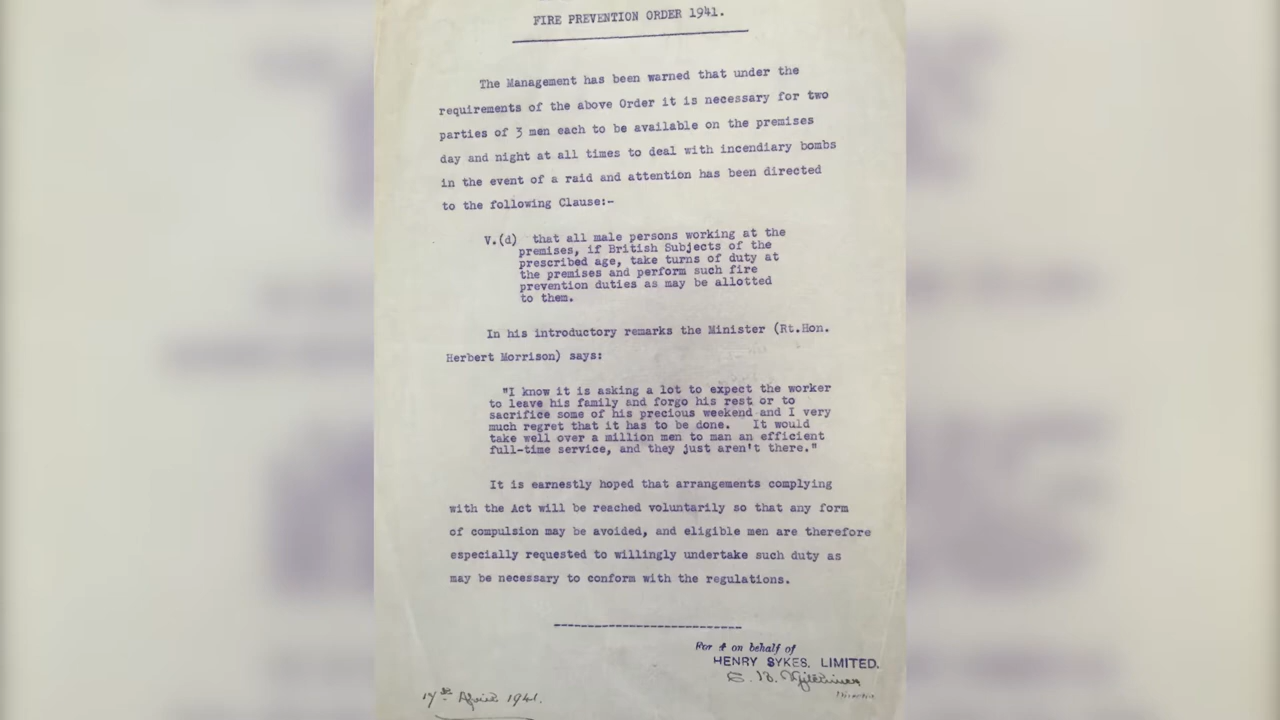 FIRE PREVENTION ORDER 1941.
The Management has been warned that under the
requirements of the above Order it is necessary for two
parties of 3 men each to be available on the premises
day and night at all times to deal with incendiary bombs
in the event of a raid and attention has been directed
to the following Clause:-
V.(d) that all male persons working at the
premises, if British Subjects of the
prescribed age, take turns of duty at
the premises and perform such fire
prevention duties as may be allotted
to them.
In his introductory remarks the Minister (Rt.Hon.
Herbert Morrison) says:
"I know it is asking a lot to expect the worker
to leave his family and forgo his rest or to
sacrifice some of his precious weekend and I very
much regret that it has to be done. It would
take well over a million men to man an efficient
full-time service, and they just aren't there."
It is earnestly hoped that arrangements complying
with the Act will be reached voluntarily so that any form
of compulsion may be avoided, and eligible men are therefore
especially requested to willingly undertake such duty as
may be necessary to conform with the regulations.
For & on behalf of
HENRY SYKES, LIMITED.
17th April 1941.